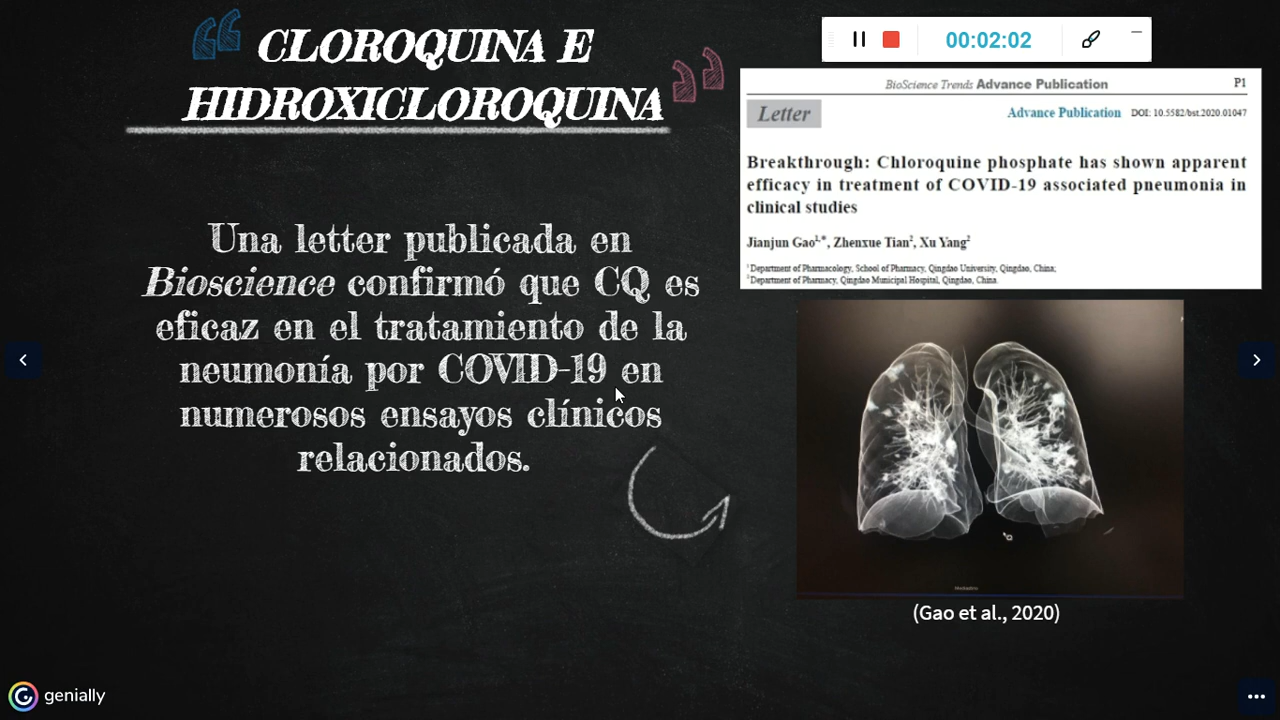 CLOROQUINA E
HIDROXICLOROQUINA
Una letter publicada en
Bioscience confirmó que CQ es
eficaz en el tratamiento de la
neumonía por COVID-19 en
numerosos ensayos clínicos
relacionados.
00:02:02
BioScience Trends Advance Publication
P1
Letter
Advance Publication DOI: 10.5582/bst.2020.01047
Breakthrough: Chloroquine phosphate has shown apparent
efficacy in treatment of COVID-19 associated pneumonia in
clinical studies
Jianjun Gao1,*, Zhenxue Tian2, Xu Yang2
1 Department of Pharmacology, School of Pharmacy, Qingdao University, Qingdao, China;
2 Department of Pharmacy, Qingdao Municipal Hospital, Qingdao, China.
(Gao et al., 2020)
genially